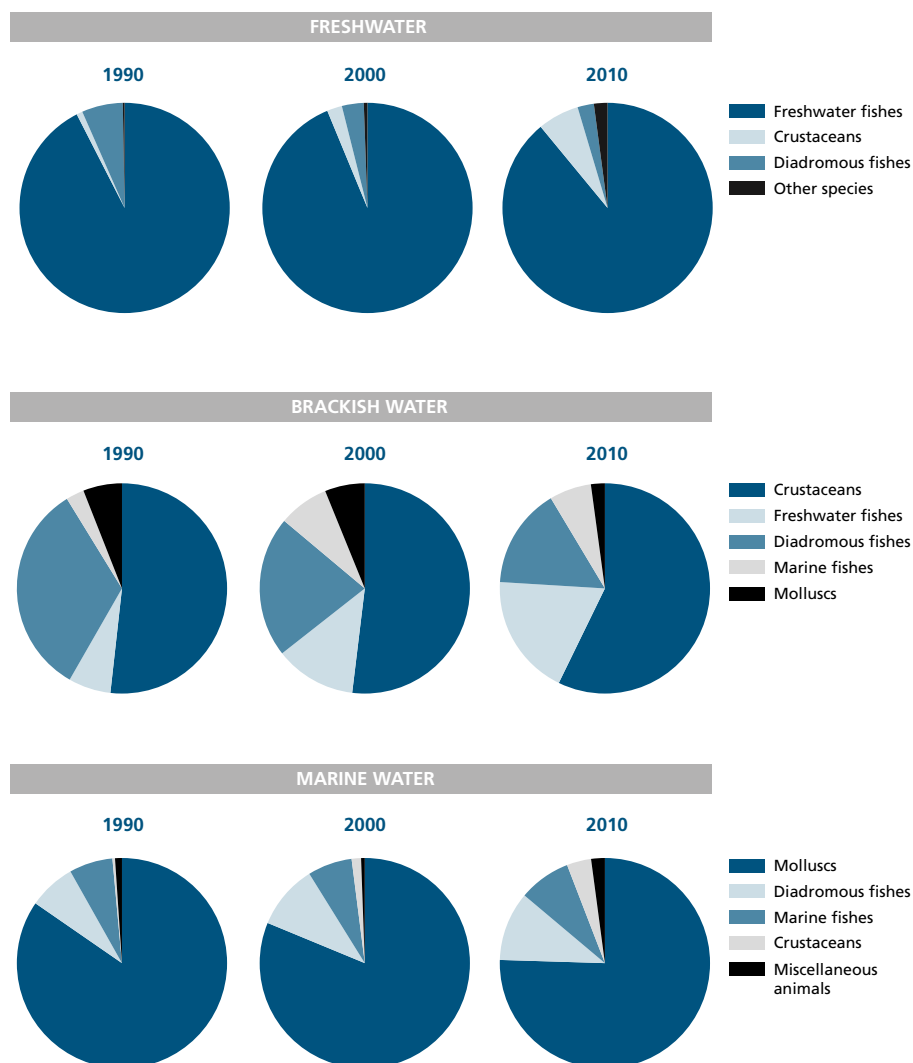 FRESHWATER
1990
2000
2010
Freshwater fishes
Crustaceans
Diadromous fishes
Other species
BRACKISH WATER
1990
2000
2010
Crustaceans
Freshwater fishes
Diadromous fishes
Marine fishes
Molluscs
MARINE WATER
1990
2000
2010
Molluscs
Diadromous fishes
Marine fishes
Crustaceans
Miscellaneous
animals